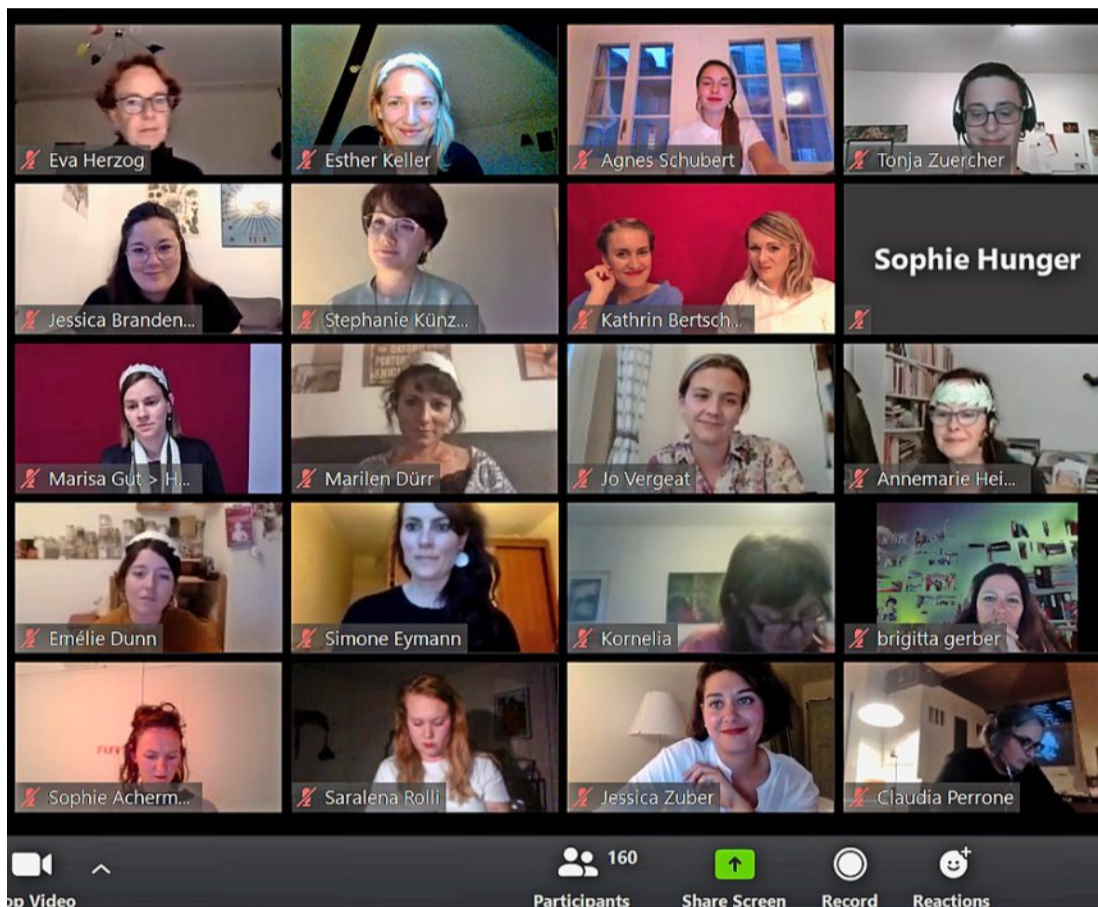 Eva Herzog
Esther Keller
Agnes Schubert
Tonja Zuercher
Jessica Branden...
Stephanie Künz...
Kathrin Bertsch...
Sophie Hunger
Marisa Gut > H...
Marilen Dürr
Jo Vergeat
Annemarie Hei...
Emélie Dunn
Simone Eymann
Kornelia
brigitta gerber
Sophie Acherm...
Saralena Rolli
Jessica Zuber
Claudia Perrone
160
op Video
Participants
Share Screen
Record
Reactions